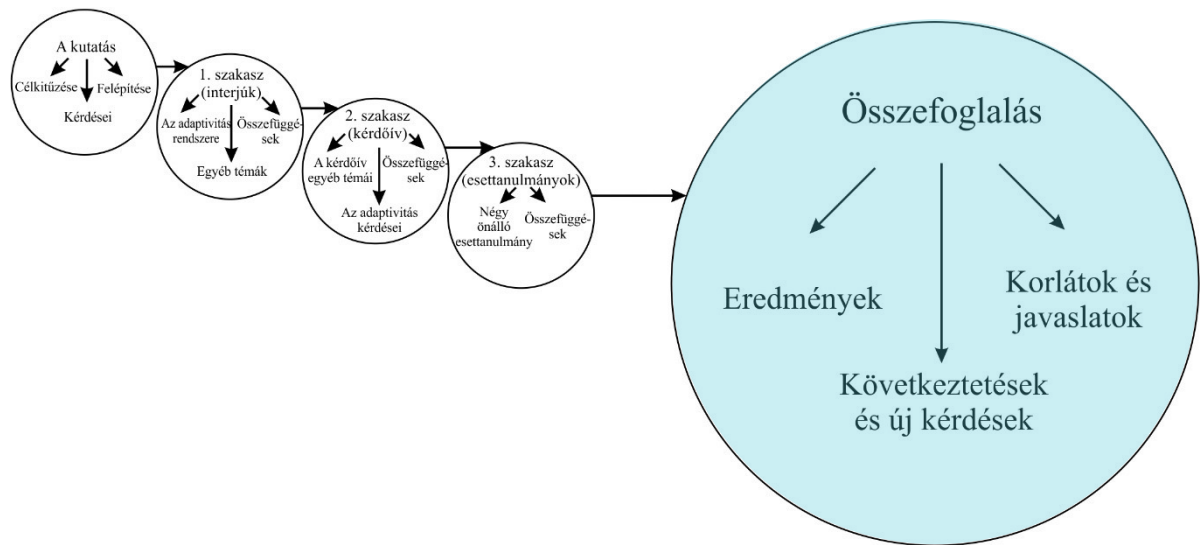 A kutatás
Célkitűzése
Felépítése
Kérdései
1. szakasz
(interjúk)
Az adaptivitás
rendszere
Összefüggé-
sek
Egyéb témák
2. szakasz
(kérdőív)
A kérdőív
egyéb témái
Összefüggé-
sek
Az adaptivitás
kérdései
3. szakasz
(esettanulmányok)
Négy
önálló
esettanulmány
Összefüggé-
sek
Összefoglalás
Eredmények
Korlátok és
javaslatok
Következtetések
és új kérdések